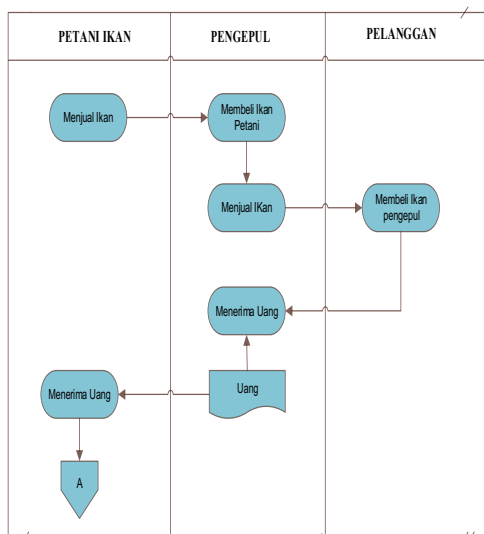 PETANI IKAN
PENGEPUL
PELANGGAN
Menjual Ikan
Membeli Ikan
Petani
Menjual IKan
Membeli Ikan
pengepul
Menerima Uang
Uang
Menerima Uang
A